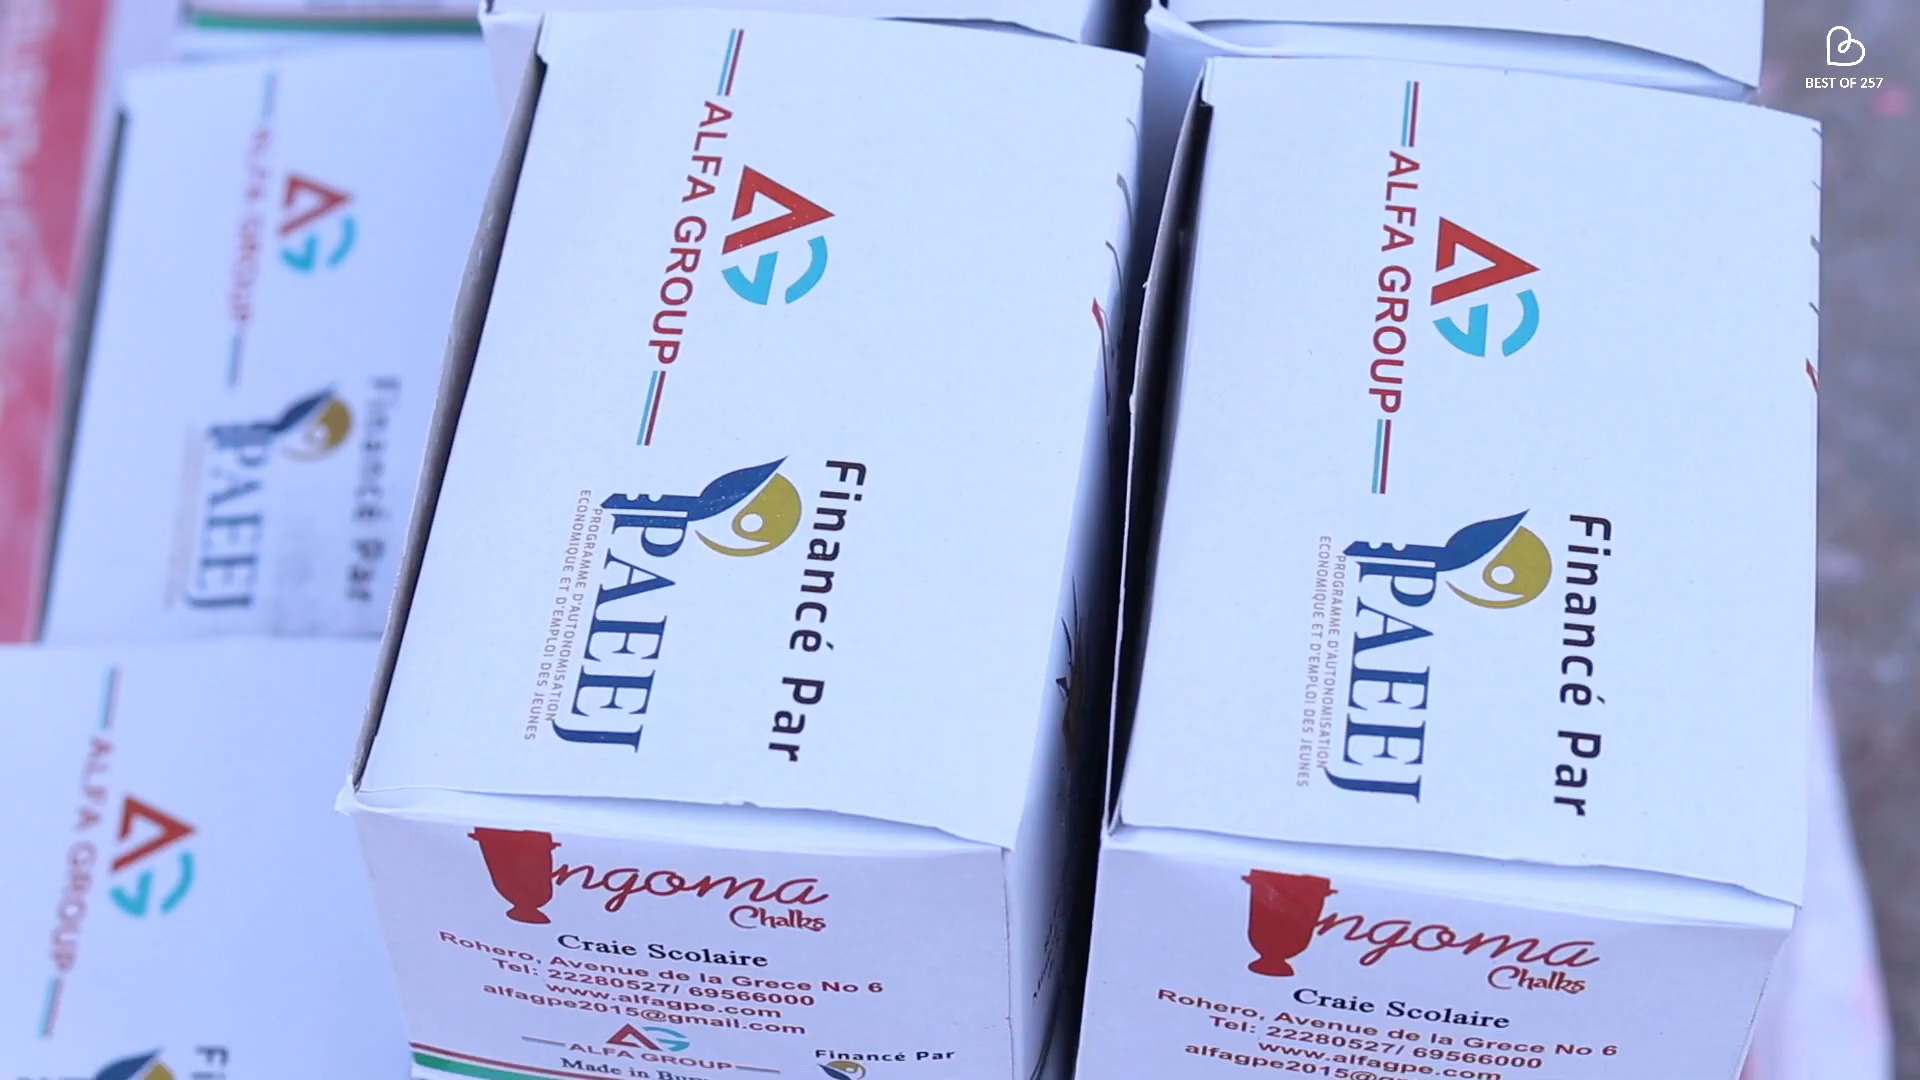 BEST OF 257
ALFA GROUP
Financé Par
PAEEJ
ALFA GROUP
Financé Par
PAEEJ
PROGRAMME D'AUTONOMISATION
ECONOMIQUE ET D'EMPLOI DES JEUNES
ngoma
Chalks
Craie Scolaire
Rohero, Avenue de la Grece No 6
Tel: 22280527/ 69566000
www.alfagpe.com
alfagpe2015@gmail.com
ALFA GROUP
Financé Par
Made in
ALFA GROUP
Financé Par
PAEEJ
PROGRAMME D'AUTONOMISATION
ECONOMIQUE ET D'EMPLOI DES JEUNES
ngoma
Chalks
Craie Scolaire
Rohero, Avenue de la Grece No 6
Tel: 22280527/ 69566000
www.alfagpe.com
ALFA GROUP